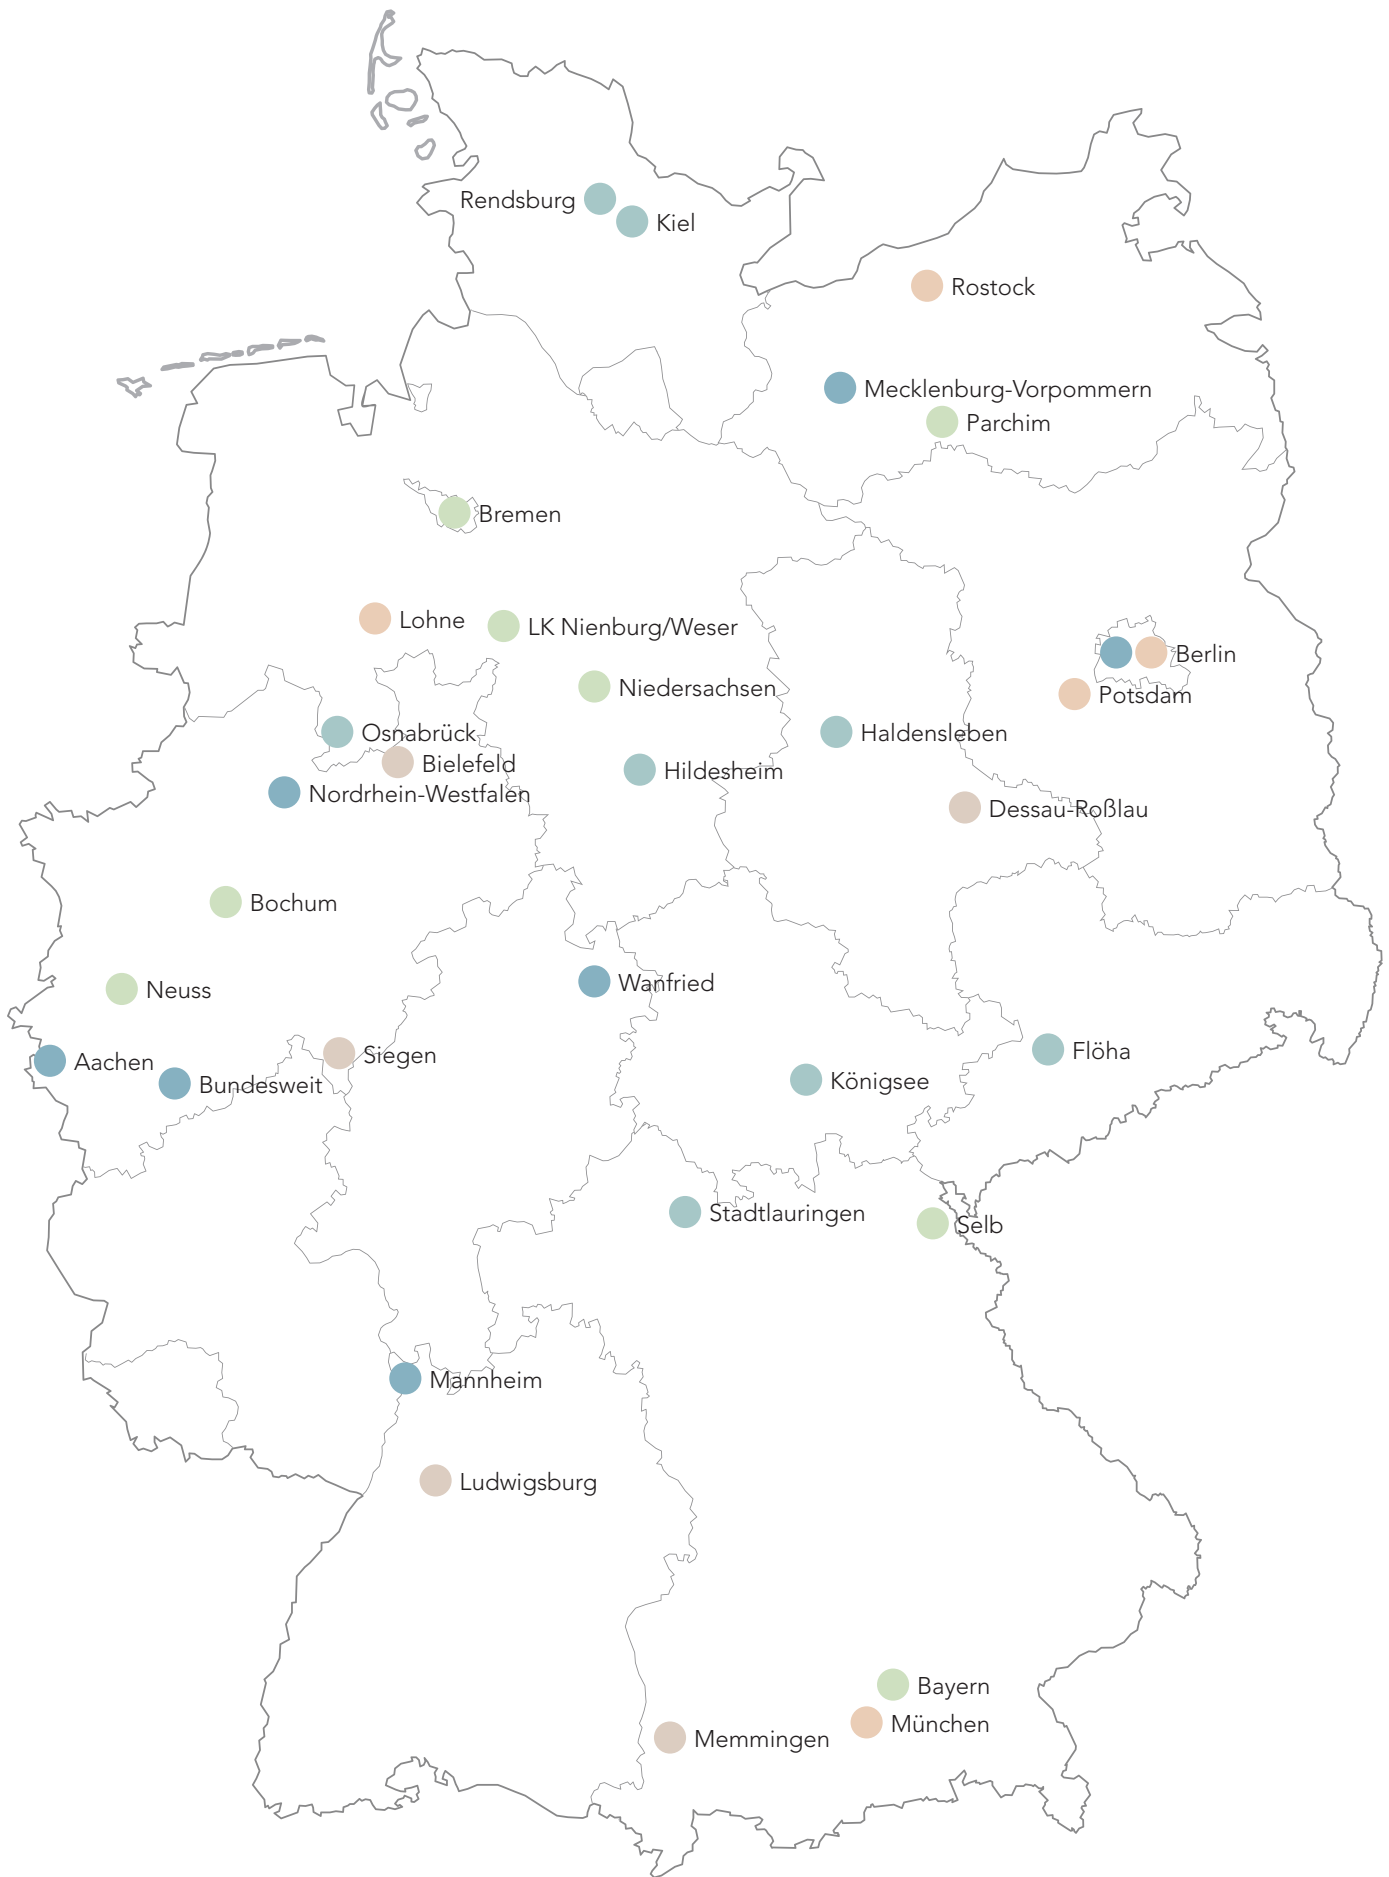 Rendsburg
Kiel
Rostock
Mecklenburg-Vorpommern
Parchim
Bremen
Lohne
LK Nienburg/Weser
Berlin
Niedersachsen
Potsdam
Osnabrück
Haldensleben
Bielefeld
Hildesheim
Nordrhein-Westfalen
Dessau-Roßlau
Bochum
Wanfried
Neuss
Flöha
Siegen
Aachen
Königsee
Bundesweit
Stadtlauringen
Selb
Mannheim
Ludwigsburg
Bayern
München
Memmingen